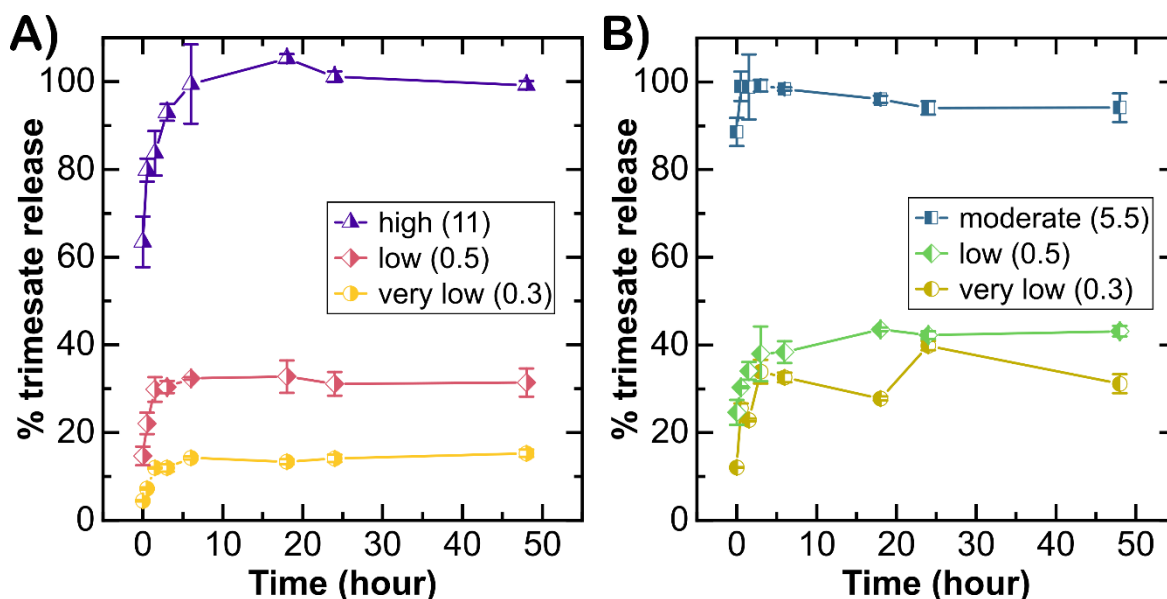 A)
% trimesate release
100
80
60
40
20
0
high (11)
low (0.5)
very low (0.3)
0 10 20 30 40 50
Time (hour)
B)
% trimesate release
100
80
60
40
20
0
moderate (5.5)
low (0.5)
very low (0.3)
0 10 20 30 40 50
Time (hour)